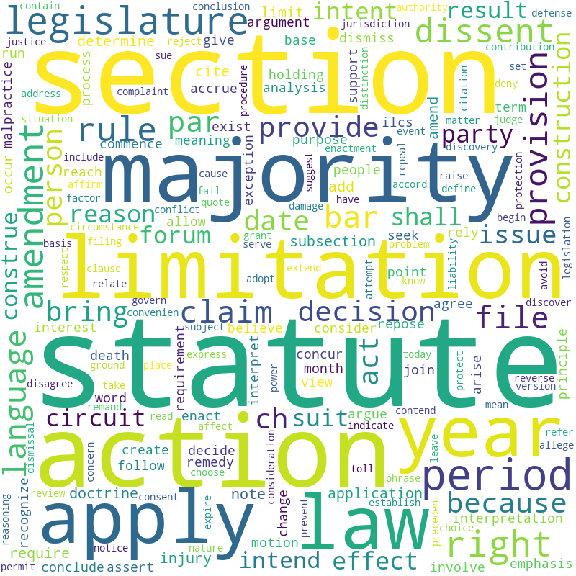 contain conclusion jurisdiction authority defense
legislature argument limit reject base dismiss intent result
justice determine give dissent
run process sue cite holding support contribution
address complaint accrue analysis distinction term set deny
section
situation rule par exist provide ilcs amend party judge
malpractice commence meaning procedure purpose event citation matter
occur person include exception enactment repeal discovery provision construction
majority
reach affirm cause people add accord raise define protection
factor fail quote suggest have begin
amendment conflict damage
reason date bar shall issue
basis circumstance allow forum grant serve subsection seek rely legislation
construe filing problem
limitation
respect clause relate adopt extend attempt point know liability avoid discover
govern convenien
bring claim decision agree file
interest subject believe consider repose
language death ground express view interpret concur today
statute
disagree take place requirement power month join protect arise principle reverse version
word act
remand enact read contend mean
circuit ch suit argue indicate
dismissal create decide affect leave refer
concern follow remedy choose consideration toll phrase allege
action year period
review doctrine consent note application establish because
reasoning recognize expire change prevent precedent choice interpretation
apply law right
require notice injury nature motion intend effect involve emphasis
permit conclude assert